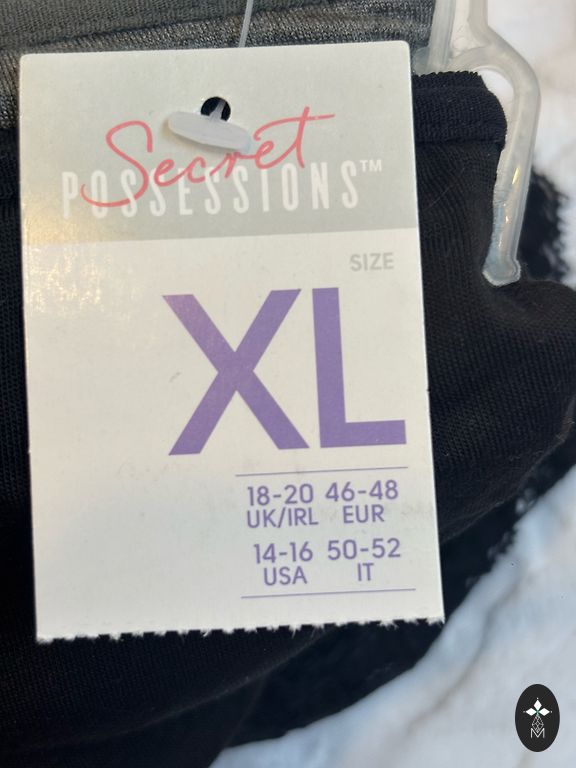 Secret
POSSESSIONS™
SIZE
XL
18-20 46-48
UK/IRL EUR
14-16 50-52
USA IT